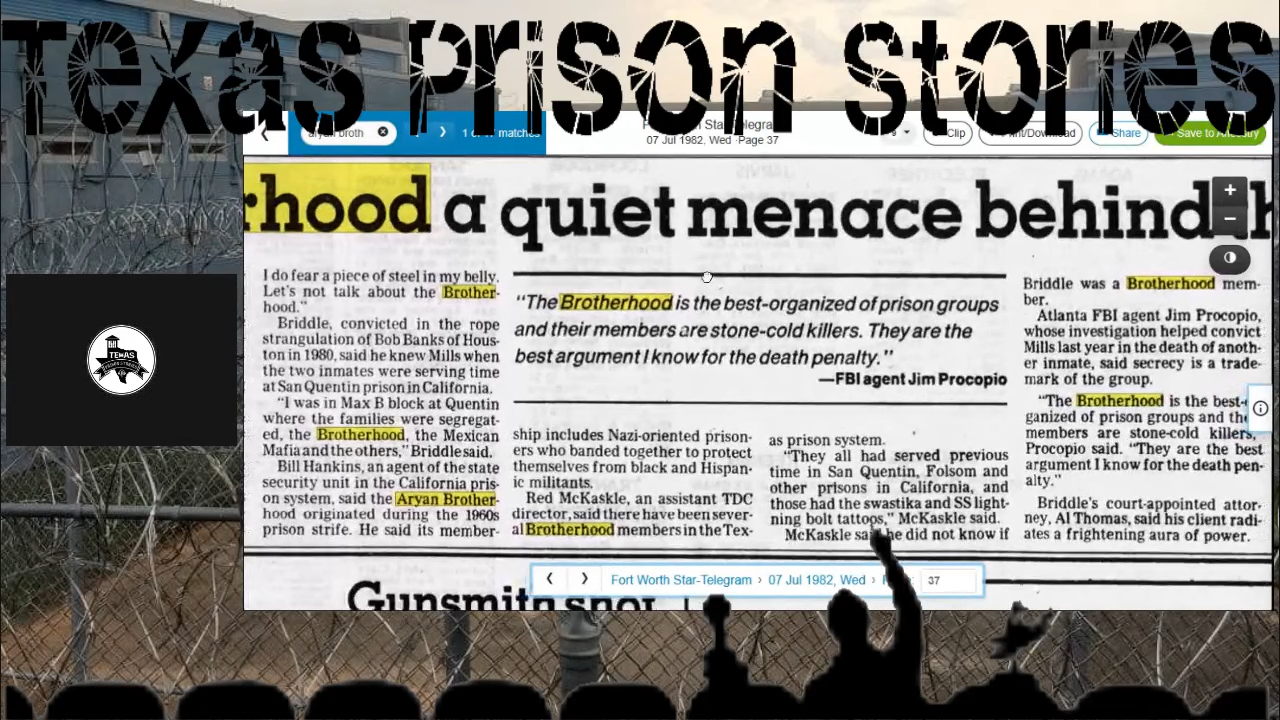 Texas Prison Stories
aryan broth
07 Jul 1982, Wed · Page 37
Clip
Share
Save to Ancestry
rhood a quiet menace behind
I do fear a piece of steel in my belly.
Let's not talk about the Brother-
hood."
Briddle, convicted in the rope
strangulation of Bob Banks of Hous-
ton in 1980, said he knew Mills when
the two inmates were serving time
at San Quentin prison in California.
"I was in Max B block at Quentin
where the families were segregat-
ed, the Brotherhood, the Mexican
Mafia and the others," Briddle said.
Bill Hankins, an agent of the state
security unit in the California pris-
on system, said the Aryan Brother-
hood originated during the 1960s
prison strife. He said its member-
"The Brotherhood is the best-organized of prison groups
and their members are stone-cold killers. They are the
best argument I know for the death penalty."
—FBI agent Jim Procopio
ship includes Nazi-oriented prison-
ers who banded together to protect
themselves from black and Hispan-
ic militants.
Red McKaskle, an assistant TDC
director, said there have been sever-
al Brotherhood members in the Tex-
as prison system.
"They all had served previous
time in San Quentin, Folsom and
other prisons in California, and
those had the swastika and SS light-
ning bolt tattoos," McKaskle said.
McKaskle said he did not know if
Briddle was a Brotherhood mem-
ber.
Atlanta FBI agent Jim Procopio,
whose investigation helped convict
Mills last year in the death of anoth-
er inmate, said secrecy is a trade-
mark of the group.
"The Brotherhood is the best-
ganized of prison groups and the
members are stone-cold killers,
Procopio said. "They are the best
argument I know for the death pen-
alty."
Briddle's court-appointed attor-
ney, Al Thomas, said his client radi-
ates a frightening aura of power.
TEXAS
Gunsmith shot
Fort Worth Star-Telegram › 07 Jul 1982, Wed › 37